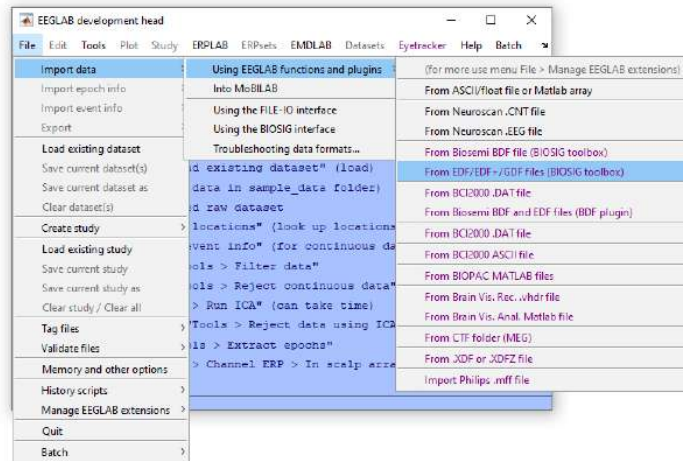 EEGLAB development head
File Edit Tools Plot Study ERPLAB ERPsets EMDLAB Datasets Eyetracker Help Batch
Import data
Import epoch info
Import event info
Export
Load existing dataset
Save current dataset(s)
Save current dataset as
Clear dataset(s)
Create study
Load existing study
Save current study
Save current study as
Clear study / Clear all
Tag files
Validate files
Memory and other options
History scripts
Manage EEGLAB extensions
Quit
Batch
Using EEGLAB functions and plugins
Into MoBILAB
Using the FILE-IO interface
Using the BIOSIG interface
Troubleshooting data formats...
(for more use menu File > Manage EEGLAB extensions)
From ASCII/float file or Matlab array
From Neuroscan .CNT file
From Neuroscan .EEG file
From Biosemi BDF file (BIOSIG toolbox)
From EDF/EDF+/GDF files (BIOSIG toolbox)
From BCI2000 .DAT file
From Biosemi BDF and EDF files (BDF plugin)
From BCI2000 .DAT file
From BCI2000 ASCII file
From BIOPAC MATLAB files
From Brain Vis. Rec. .vhdr file
From Brain Vis. Anal. Matlab file
From CTF folder (MEG)
From .XDF or .XDFZ file
Import Philips .mff file
d existing dataset" (load)
data in sample_data folder)
d raw dataset
locations" (look up locations
vent info" (for continuous da
ols > Filter data"
ols > Reject continuous data"
> Run ICA" (can take time)
"Tools > Reject data using ICA
ls > Extract epochs"
> Channel ERP > In scalp arra